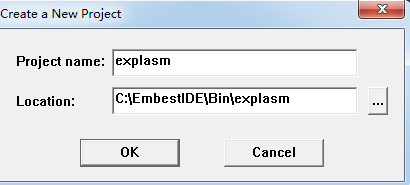 Create a New Project
Project name: explasm
Location: C:\EmbestIDE\Bin\explasm ...
OK Cancel